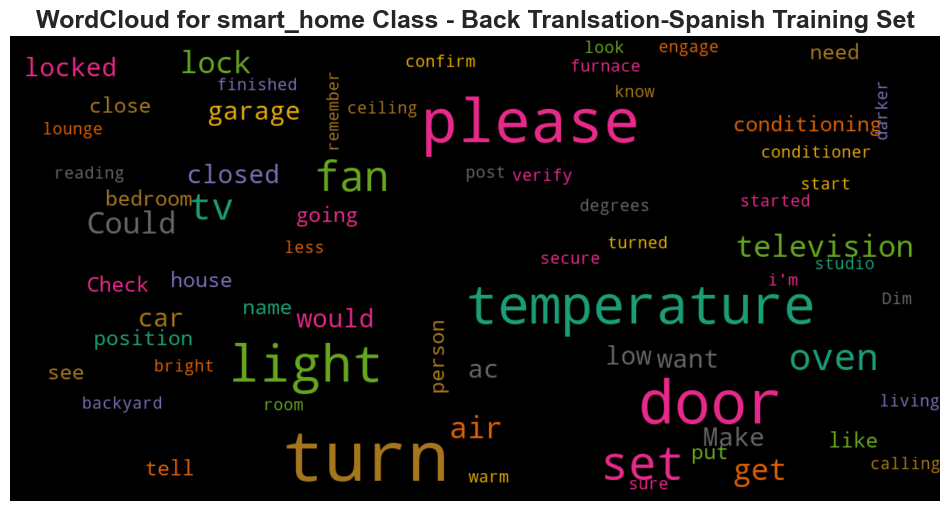 WordCloud for smart_home Class - Back Tranlsation-Spanish Training Set
locked
lock
finished
close
garage
lounge
remember
ceiling
confirm
look
engage
furnace
know
need
darker
please
conditioning
conditioner
reading
closed
fan
post
verify
start
bedroom
tv
going
degrees
started
Could
less
turned
television
secure
studio
Check
house
i'm
name
temperature
Dim
car
would
position
light
person
low
want
oven
see
bright
ac
backyard
room
door
living
air
Make
like
turn
put
tell
warm
set
get
calling
sure